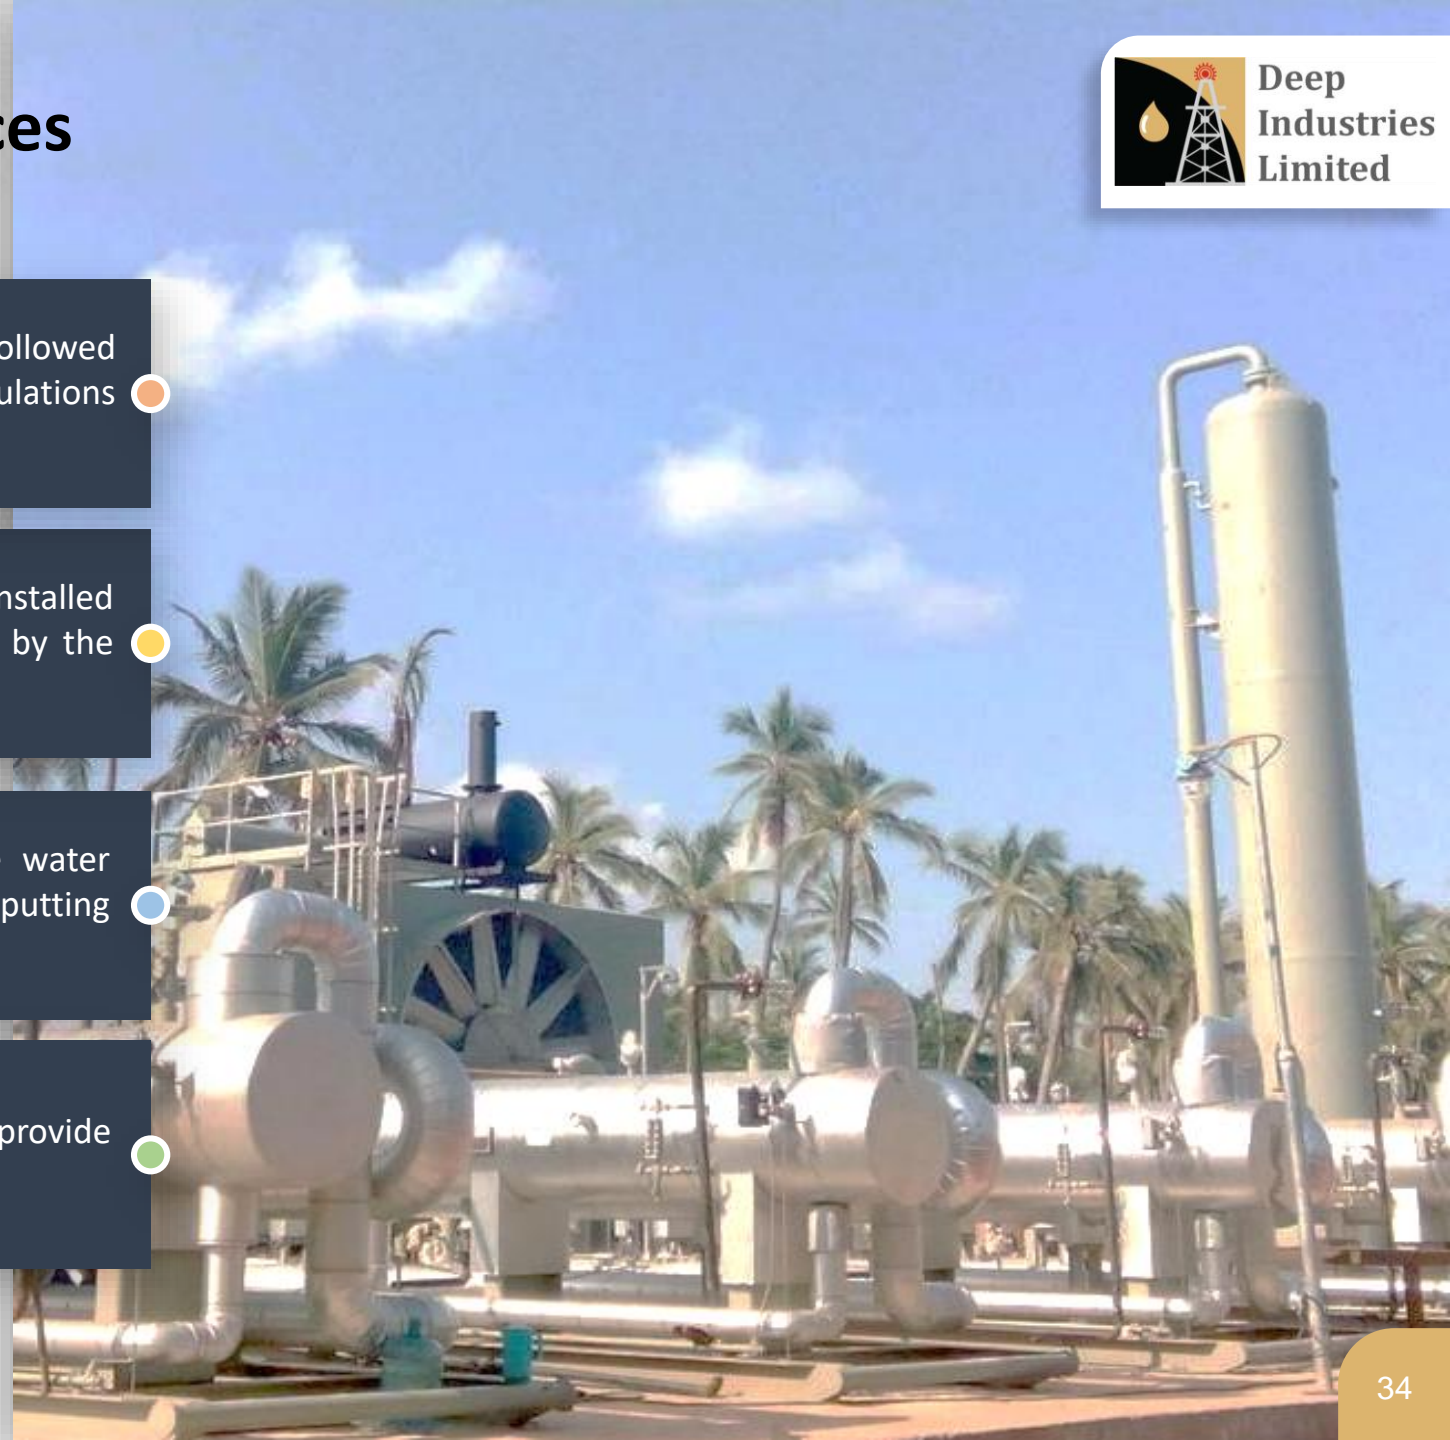 ces
Deep
Industries
Limited
ollowed
ulations
nstalled
by the
water
putting
provide
34